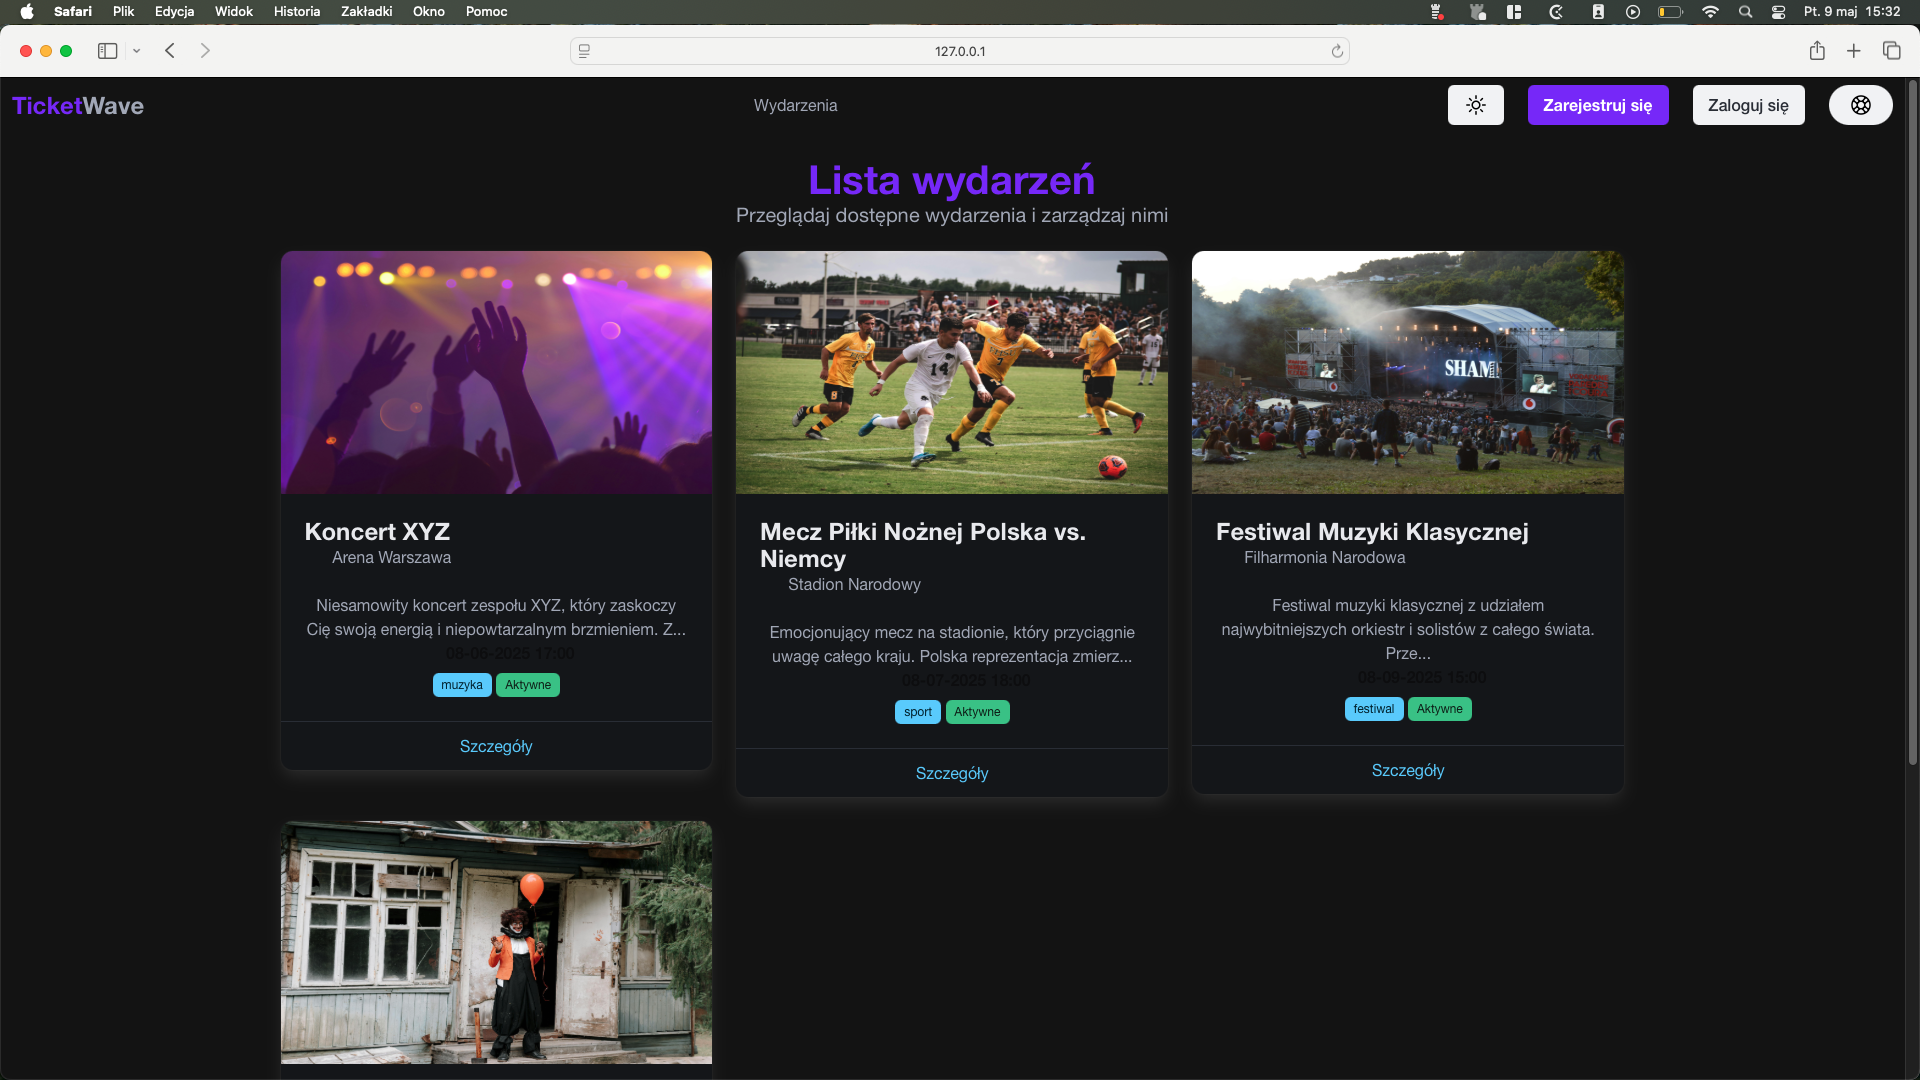 Safari Plik Edycja Widok Historia Zakładki Okno Pomoc
Pt. 9 maj 15:32
127.0.0.1
TicketWave
Wydarzenia
Zarejestruj się
Zaloguj się
Lista wydarzeń
Przeglądaj dostępne wydarzenia i zarządzaj nimi
14
8
7
SHAM
Koncert XYZ
Arena Warszawa
Niesamowity koncert zespołu XYZ, który zaskoczy
Cię swoją energią i niepowtarzalnym brzmieniem. Z...
08-06-2025 17:00
muzyka
Aktywne
Szczegóły
Mecz Piłki Nożnej Polska vs.
Niemcy
Stadion Narodowy
Emocjonujący mecz na stadionie, który przyciągnie
uwagę całego kraju. Polska reprezentacja zmierz...
08-07-2025 18:00
sport
Aktywne
Szczegóły
Festiwal Muzyki Klasycznej
Filharmonia Narodowa
Festiwal muzyki klasycznej z udziałem
najwybitniejszych orkiestr i solistów z całego świata.
Prze...
08-09-2025 15:00
festiwal
Aktywne
Szczegóły